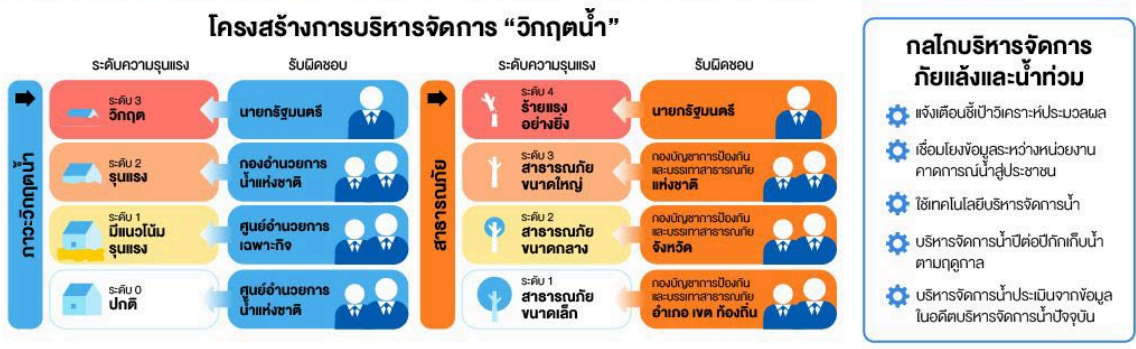 โครงสร้างการบริหารจัดการ “วิกฤตน้ำ”
ระดับความรุนแรง
รับผิดชอบ
ภาวะวิกฤตน้ำ
ระดับ 3
วิกฤต
นายกรัฐมนตรี
ระดับ 2
รุนแรง
กองอำนวยการ
น้ำแห่งชาติ
ระดับ 1
มีแนวโน้ม
รุนแรง
ศูนย์อำนวยการ
เฉพาะกิจ
ระดับ 0
ปกติ
ศูนย์อำนวยการ
น้ำแห่งชาติ
ระดับความรุนแรง
รับผิดชอบ
สาธารณภัย
ระดับ 4
ร้ายแรง
อย่างยิ่ง
นายกรัฐมนตรี
ระดับ 3
สาธารณภัย
ขนาดใหญ่
กองบัญชาการป้องกัน
และบรรเทาสาธารณภัย
แห่งชาติ
ระดับ 2
สาธารณภัย
ขนาดกลาง
กองบัญชาการป้องกัน
และบรรเทาสาธารณภัย
จังหวัด
ระดับ 1
สาธารณภัย
ขนาดเล็ก
กองบัญชาการป้องกัน
และบรรเทาสาธารณภัย
อำเภอ เขต ท้องถิ่น
กลไกบริหารจัดการ
ภัยแล้งและน้ำท่วม
แจ้งเตือนชี้เป้าวิเคราะห์ประมวลผล
เชื่อมโยงข้อมูลระหว่างหน่วยงาน
คาดการณ์น้ำสู่ประชาชน
ใช้เทคโนโลยีบริหารจัดการน้ำ
บริหารจัดการน้ำปีต่อปีกักเก็บน้ำ
ตามฤดูกาล
บริหารจัดการน้ำประเมินจากข้อมูล
ในอดีตบริหารจัดการน้ำปัจจุบัน